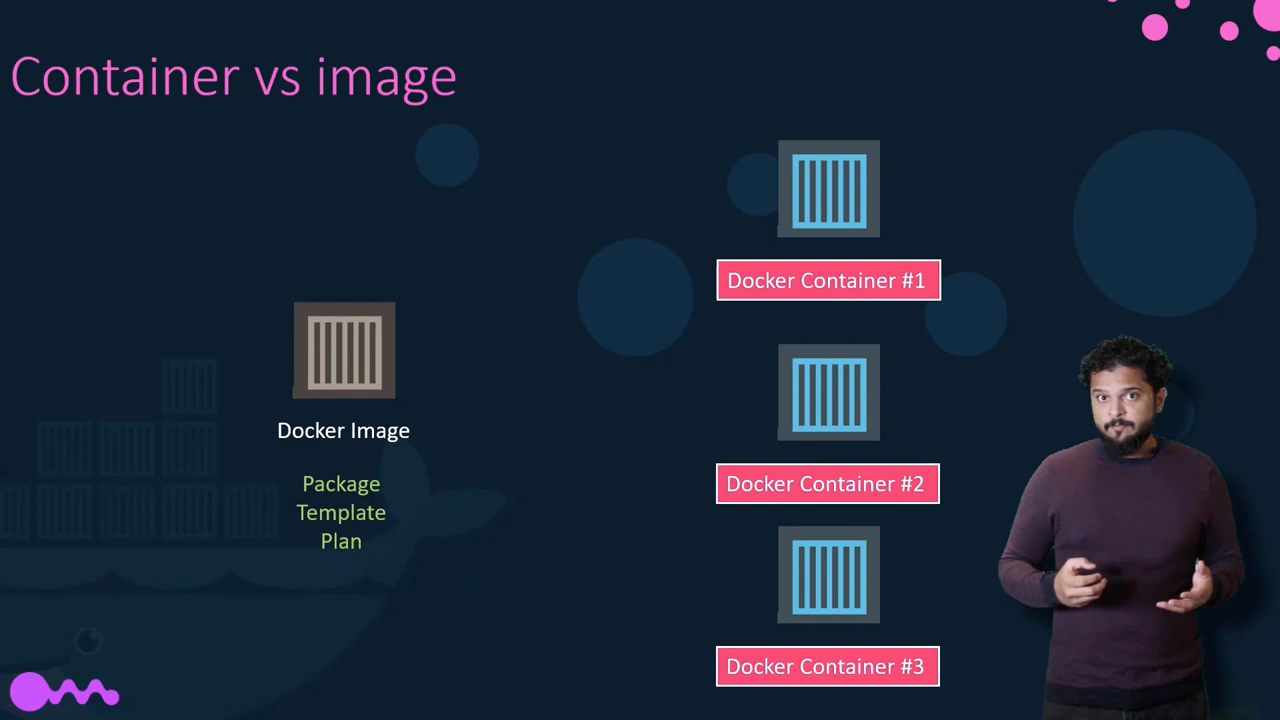 Container vs image
Docker Container #1
Docker Image
Package
Template
Plan
Docker Container #2
Docker Container #3